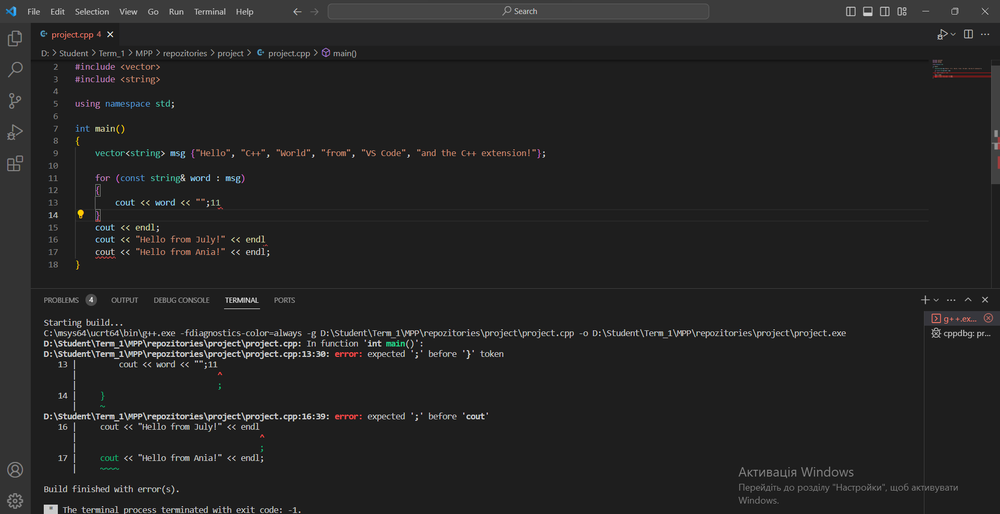 File Edit Selection View Go Run Terminal Help Search
project.cpp 4
D: > Student > Term_1 > MPP > repozitories > project > project.cpp > main()
2 #include <vector>
3 #include <string>
4
5 using namespace std;
6
7 int main()
8 {
9 vector<string> msg {"Hello", "C++", "World", "from", "VS Code", "and the C++ extension!"};
10
11 for (const string& word : msg)
12 {
13 cout << word << "";11
14 }
15 cout << endl;
16 cout << "Hello from July!" << endl
17 cout << "Hello from Ania!" << endl;
18 }
PROBLEMS 4 OUTPUT DEBUG CONSOLE TERMINAL PORTS
Starting build...
C:\msys64\ucrt64\bin\g++.exe -fdiagnostics-color=always -g D:\Student\Term_1\MPP\repozitories\project\project.cpp -o D:\Student\Term_1\MPP\repozitories\project\project.exe
D:\Student\Term_1\MPP\repozitories\project\project.cpp: In function 'int main()':
D:\Student\Term_1\MPP\repozitories\project\project.cpp:13:30: error: expected ';' before '}' token
13 | cout << word << "";11
| ^
| ;
14 | }
| ~
D:\Student\Term_1\MPP\repozitories\project\project.cpp:16:39: error: expected ';' before 'cout'
16 | cout << "Hello from July!" << endl
| ^
| ;
17 | cout << "Hello from Ania!" << endl;
| ~~~~
Build finished with error(s).
* The terminal process terminated with exit code: -1.
g++.ex...
cppdbg: pr...
Активація Windows
Перейдіть до розділу "Настройки", щоб активувати
Windows.